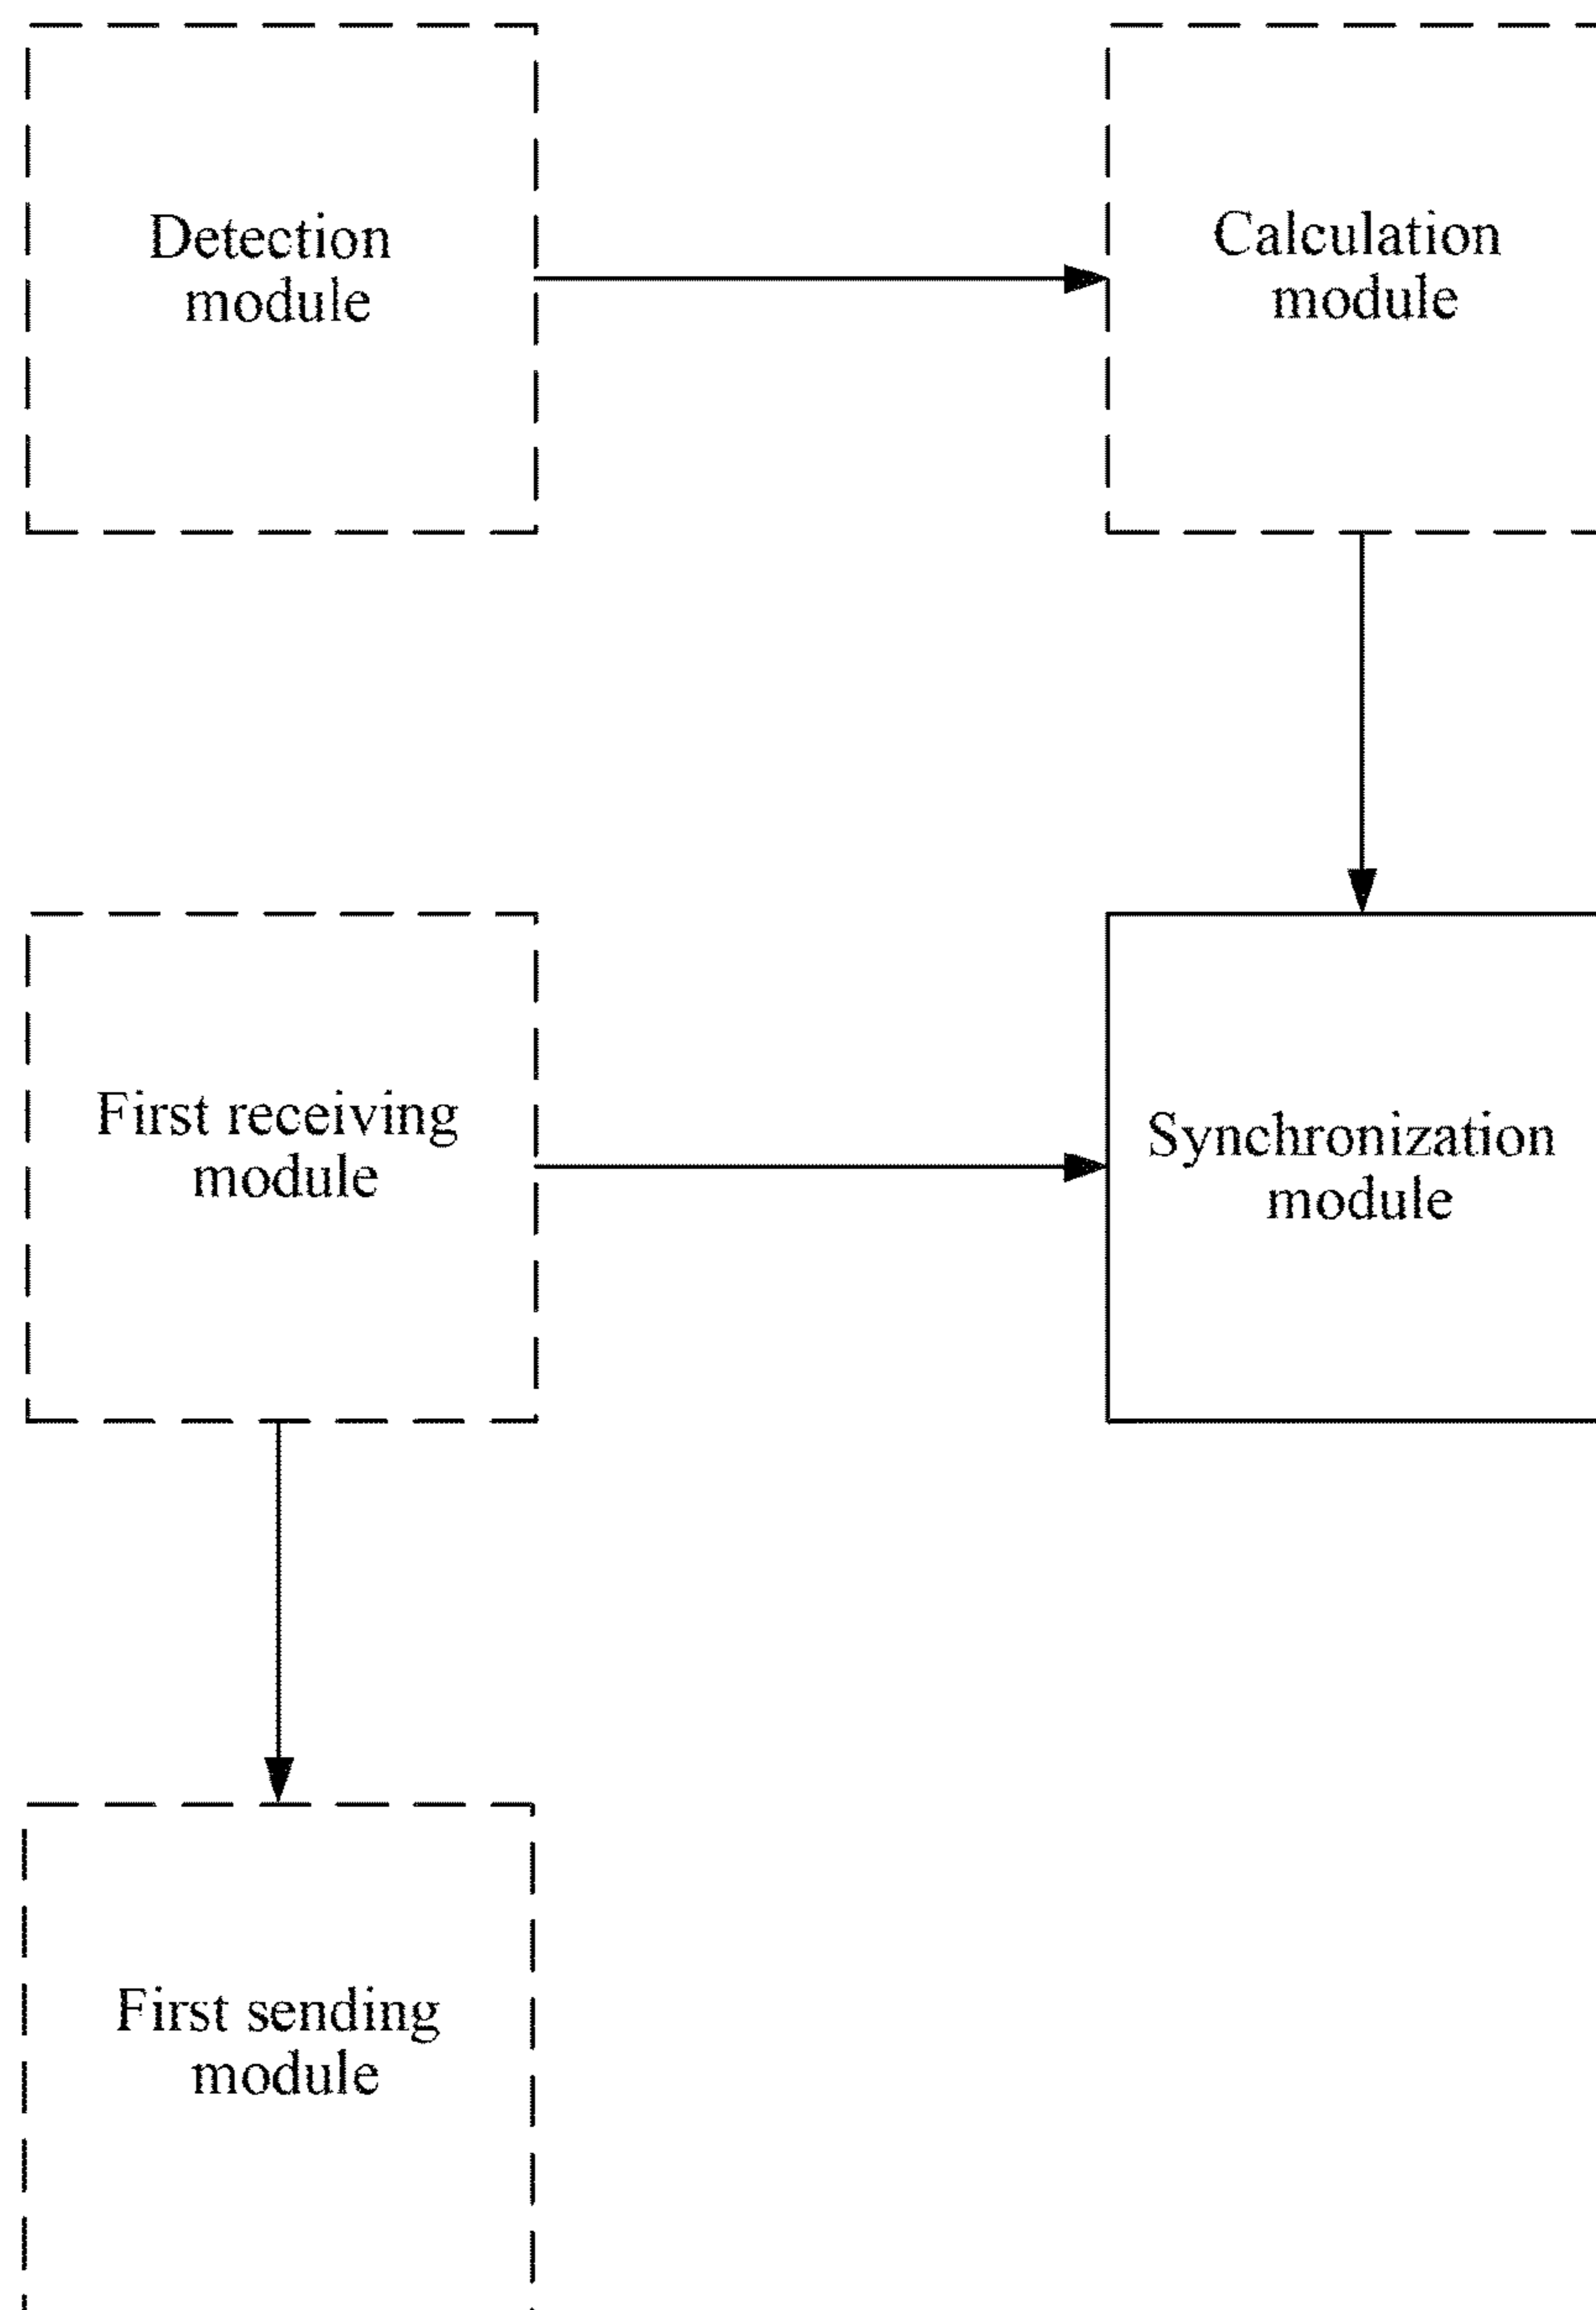 Detection
module
Calculation
module
First receiving
module
Synchronization
module
First sending
module